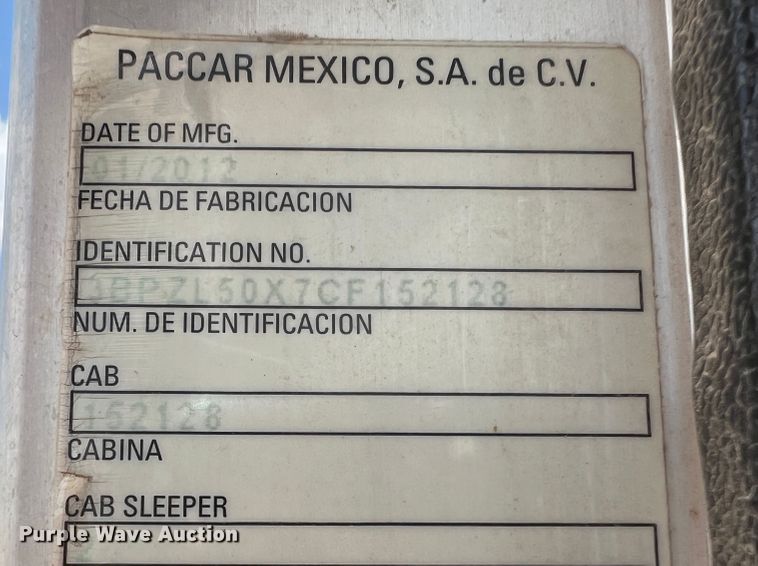 PACCAR MEXICO, S.A. de C.V.
DATE OF MFG.
01/2012
FECHA DE FABRICACION
IDENTIFICATION NO.
3BPZL50X7CF152128
NUM. DE IDENTIFICACION
CAB
152128
CABINA
CAB SLEEPER
Purple Wave Auction